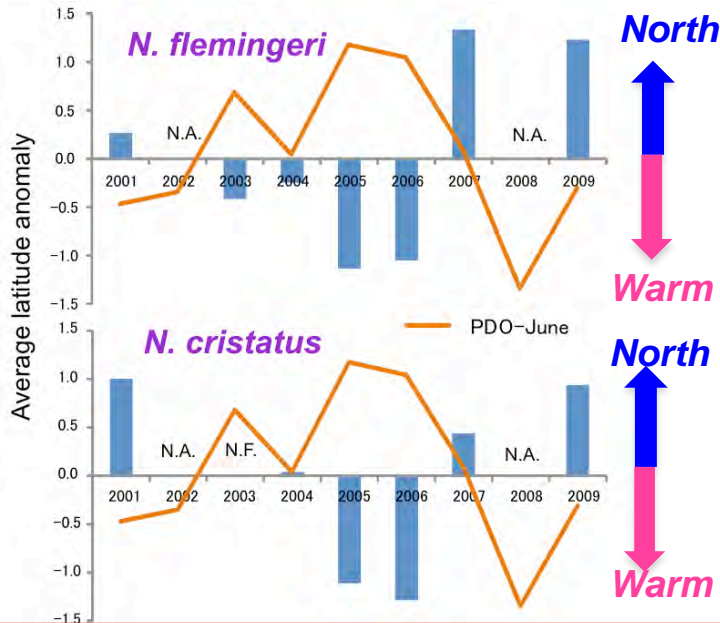 Average latitude anomaly
N. flemingeri
1.5
1.0
0.5
0.0
−0.5
−1.0
−1.5
N.A.
N.A.
2001 2002 2003 2004 2005 2006 2007 2008 2009
North
Warm
PDO−June
N. cristatus
1.5
1.0
0.5
0.0
−0.5
−1.0
−1.5
N.A.
N.F.
N.A.
2001 2002 2003 2004 2005 2006 2007 2008 2009
North
Warm